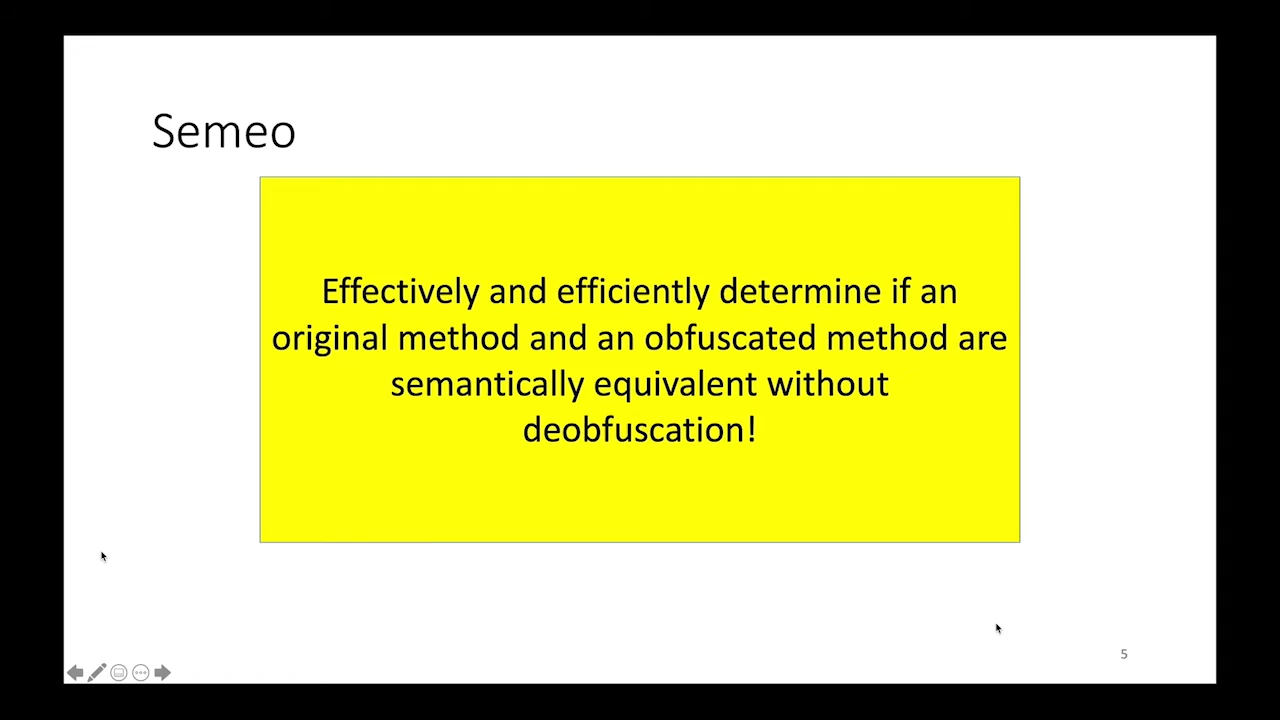 Semeo
Effectively and efficiently determine if an
original method and an obfuscated method are
semantically equivalent without
deobfuscation!
5